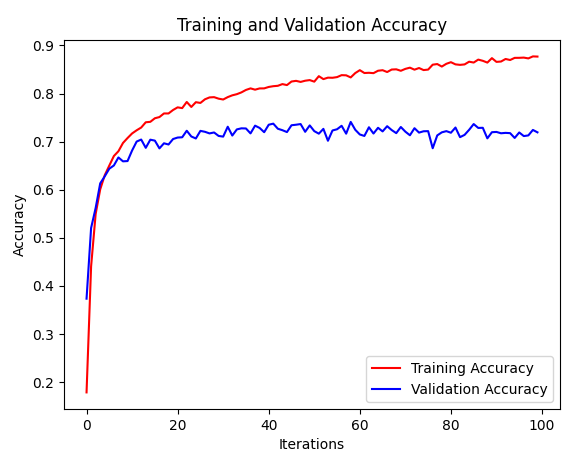 Training and Validation Accuracy
0.9
0.8
0.7
0.6
0.5
0.4
0.3
0.2
Accuracy
Training Accuracy
Validation Accuracy
0 20 40 60 80 100
Iterations